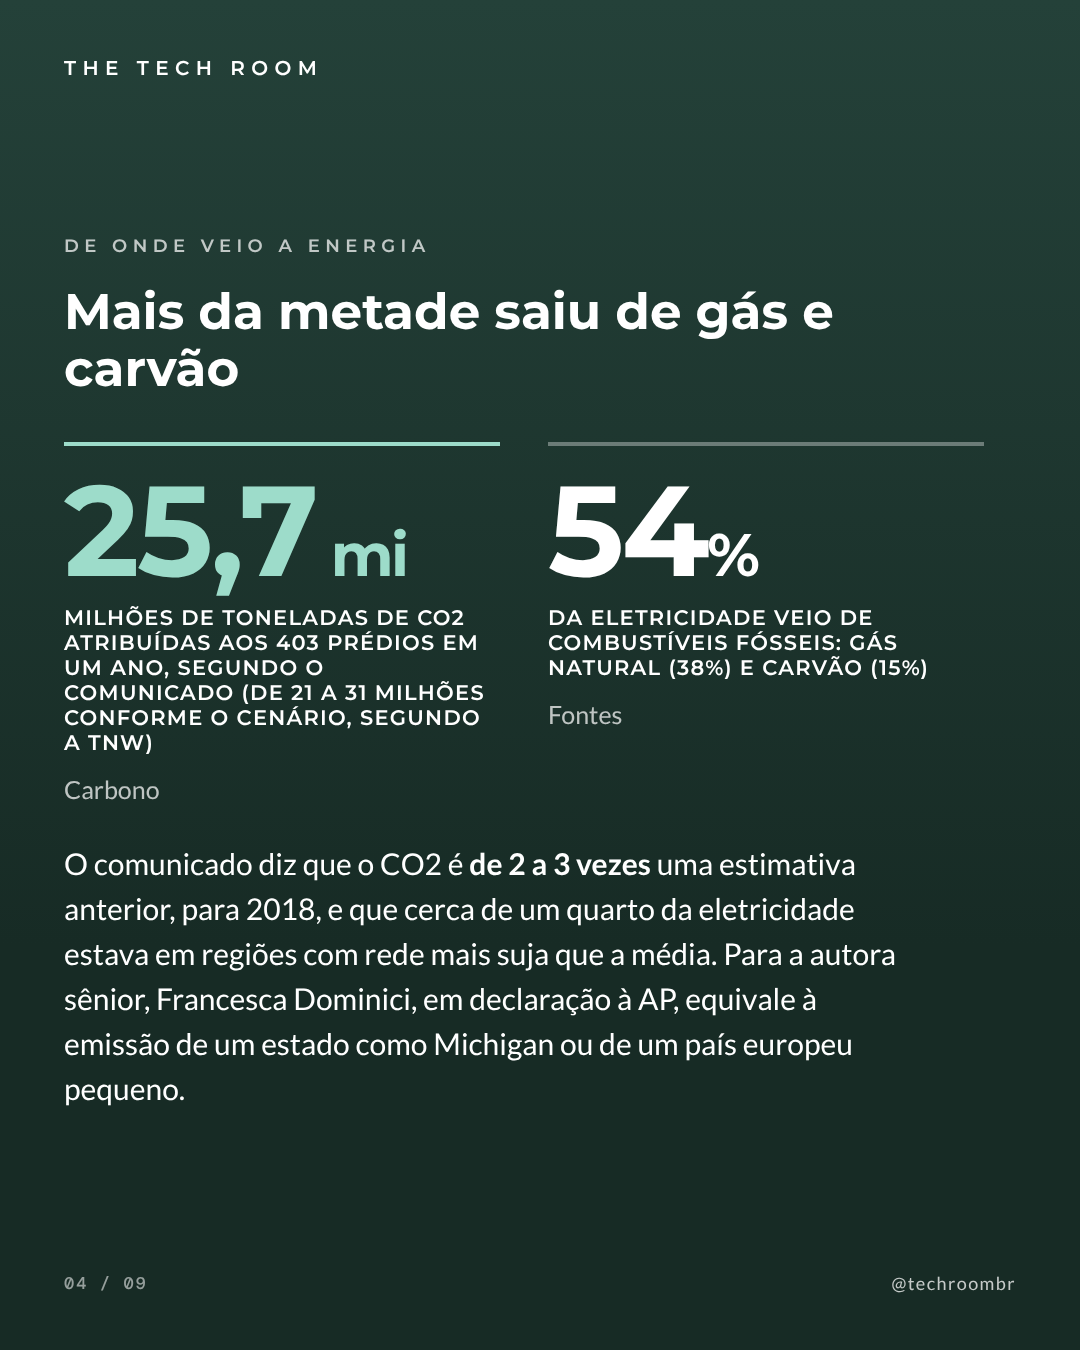 THE TECH ROOM
DE ONDE VEIO A ENERGIA
Mais da metade saiu de gás e
carvão
25,7 mi
MILHÕES DE TONELADAS DE CO2
ATRIBUÍDAS AOS 403 PRÉDIOS EM
UM ANO, SEGUNDO O
COMUNICADO (DE 21 A 31 MILHÕES
CONFORME O CENÁRIO, SEGUNDO
A TNW)
Carbono
54%
DA ELETRICIDADE VEIO DE
COMBUSTÍVEIS FÓSSEIS: GÁS
NATURAL (38%) E CARVÃO (15%)
Fontes
O comunicado diz que o CO2 é de 2 a 3 vezes uma estimativa
anterior, para 2018, e que cerca de um quarto da eletricidade
estava em regiões com rede mais suja que a média. Para a autora
sênior, Francesca Dominici, em declaração à AP, equivale à
emissão de um estado como Michigan ou de um país europeu
pequeno.
04 / 09
@techroombr